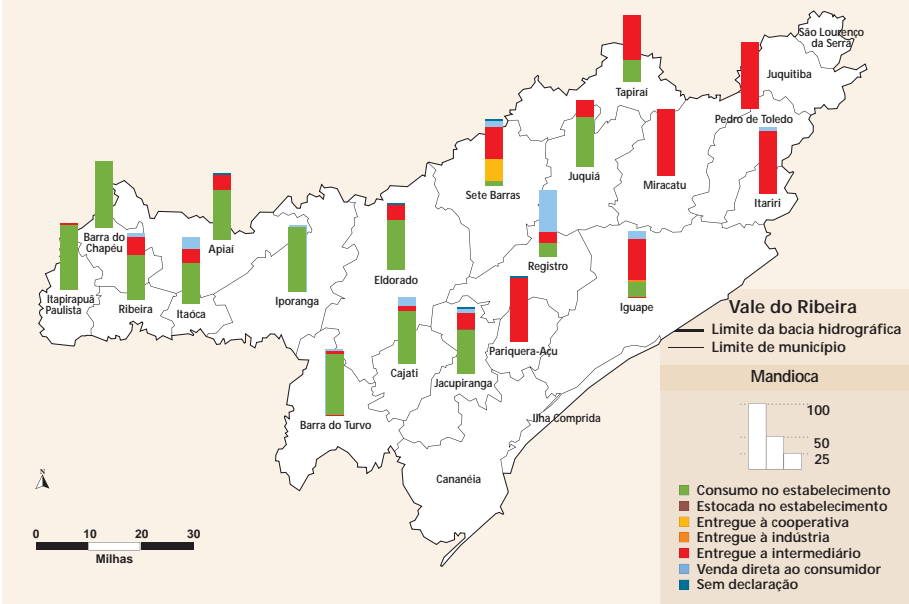 São Lourenço
da Serra
Juquitiba
Tapiraí
Pedro de Toledo
Sete Barras
Juquiá
Miracatu
Itariri
Barra do
Chapéu
Apiaí
Registro
Eldorado
Itapirapuã
Paulista
Ribeira
Itaóca
Iporanga
Iguape
Pariquera-Açu
Cajati
Jacupiranga
Barra do Turvo
Ilha Comprida
Cananéia
N
0 10 20 30
Milhas
Vale do Ribeira
Limite da bacia hidrográfica
Limite de município
Mandioca
100
50
25
Consumo no estabelecimento
Estocada no estabelecimento
Entregue à cooperativa
Entregue à indústria
Entregue a intermediário
Venda direta ao consumidor
Sem declaração